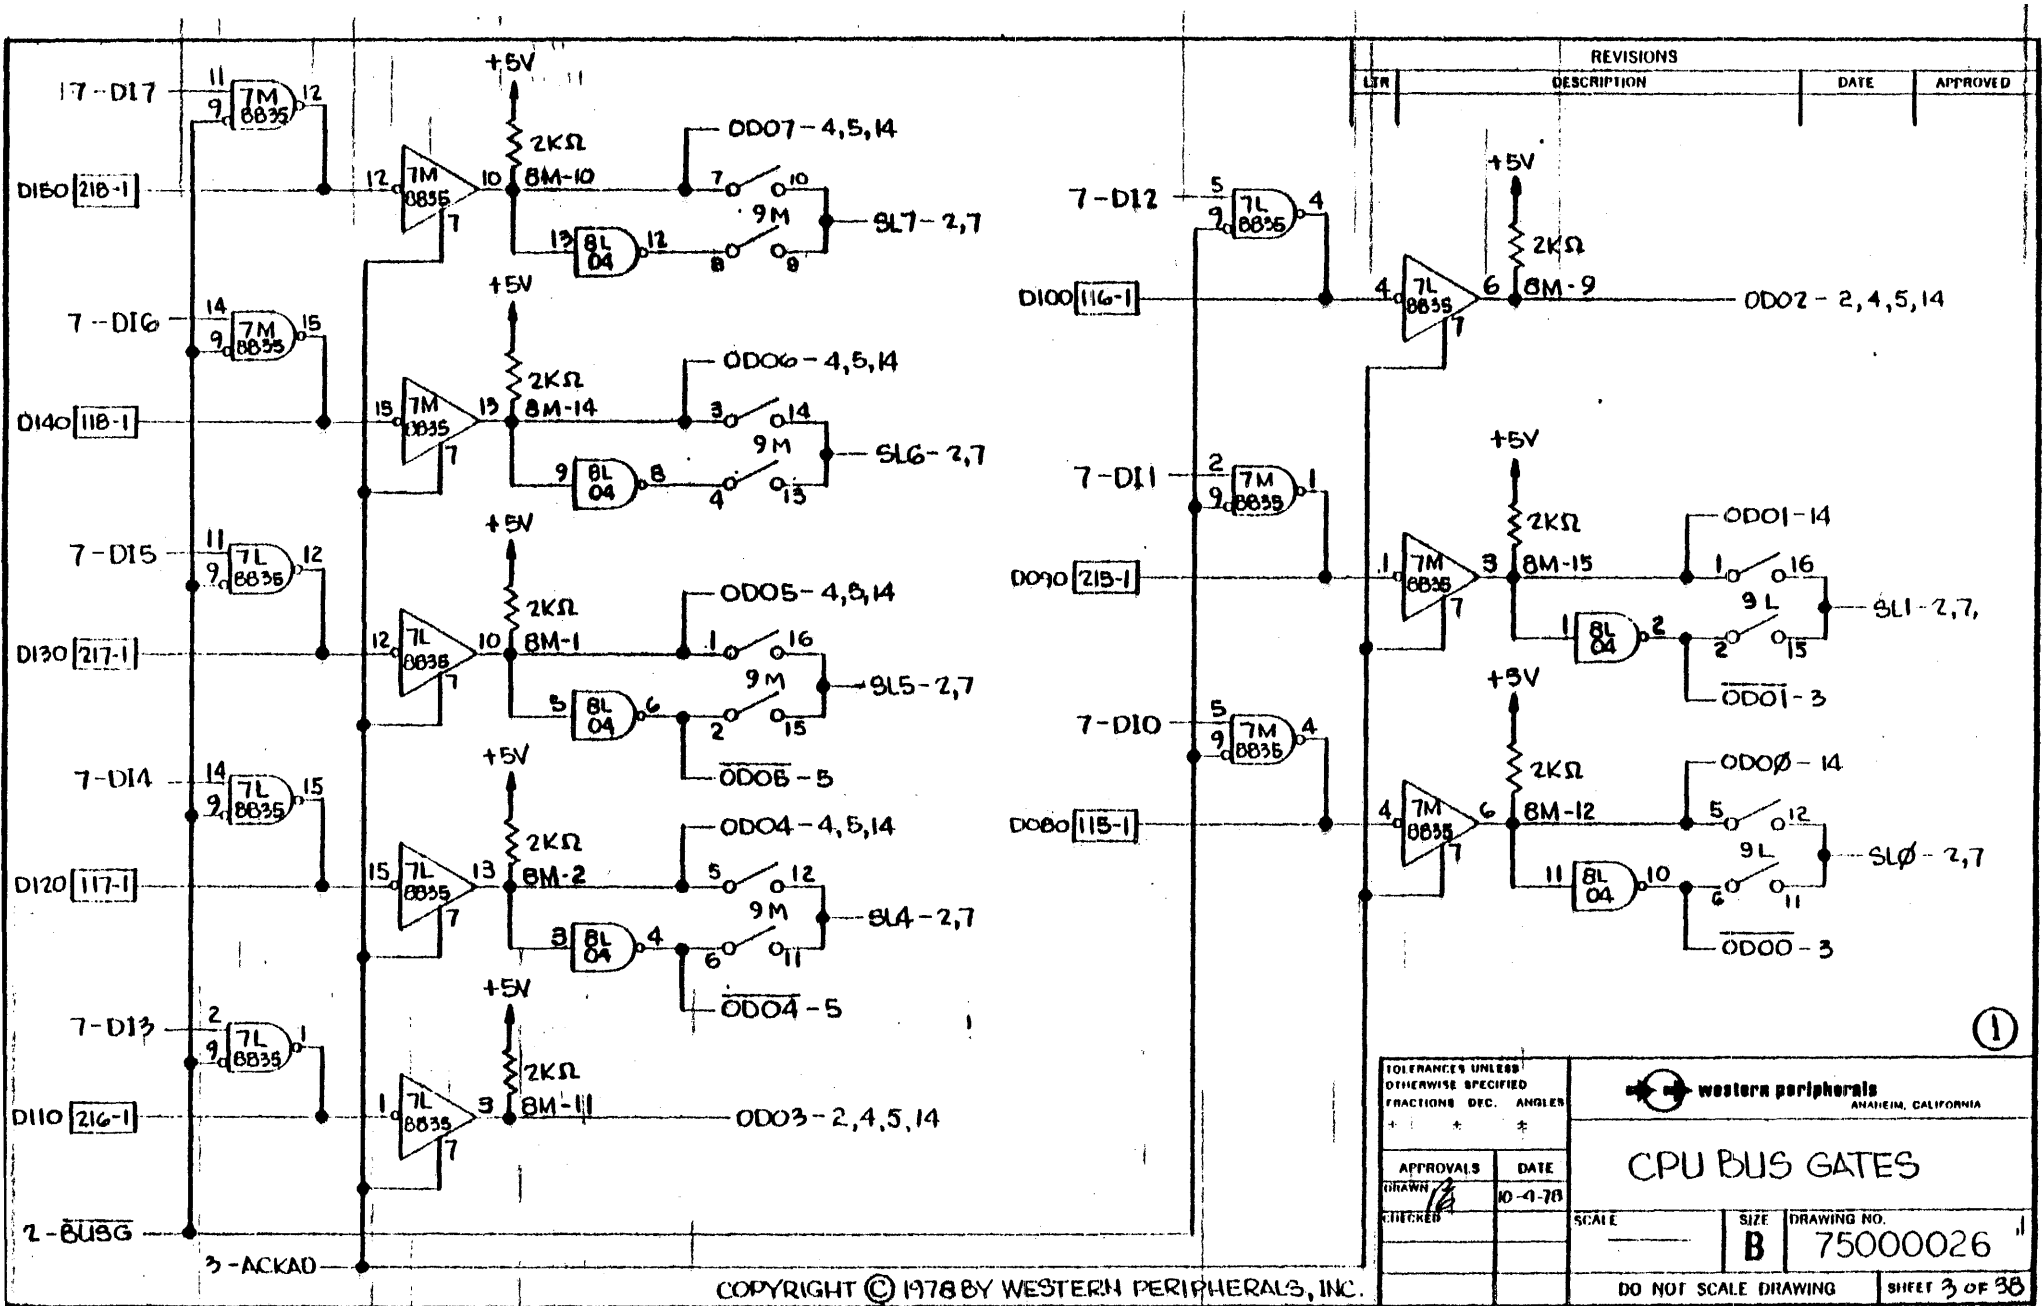 REVISIONS
LTR DESCRIPTION DATE APPROVED
17-DI7 11 9 7M 8835 12
+5V
2KΩ
D150 218-1 12 7M 8835 10 7 8M-10
OD07-4,5,14
7 10
9M
8 9
SL7-2,7
13 8L 04 12
7-DI6 14 9 7M 8835 15
+5V
2KΩ
D140 118-1 15 7M 8835 13 7 8M-14
OD06-4,5,14
3 14
9M
4 13
SL6-2,7
9 8L 04 8
7-DI5 11 9 7L 8835 12
+5V
2KΩ
D130 217-1 12 7L 8835 10 7 8M-1
OD05-4,5,14
1 16
9M
2 15
SL5-2,7
5 8L 04 6
O̅D̅0̅5̅-5
7-DI4 14 9 7L 8835 15
+5V
2KΩ
D120 117-1 15 7L 8835 13 7 8M-2
OD04-4,5,14
5 12
9M
6 11
SL4-2,7
3 8L 04 4
O̅D̅0̅4̅-5
7-DI3 2 9 7L 8835 1
+5V
2KΩ
D110 216-1 1 7L 8835 3 7 8M-11
OD03-2,4,5,14
2-B̅U̅S̅G̅
3-ACKAD
7-DI2 5 9 7L 8835 4
+5V
2KΩ
D100 116-1 4 7L 8835 6 7 8M-9
OD02-2,4,5,14
7-DI1 2 9 7M 8835 1
+5V
2KΩ
D090 215-1 1 7M 8835 3 7 8M-15
OD01-14
1 16
9L
2 15
SL1-2,7,
1 8L 04 2
O̅D̅0̅1̅-3
7-DI0 5 9 7M 8835 4
+5V
2KΩ
D080 115-1 4 7M 8835 6 7 8M-12
OD0Ø-14
5 12
9L
6 11
SLØ-2,7
11 8L 04 10
O̅D̅0̅0̅-3
1
TOLERANCES UNLESS
OTHERWISE SPECIFIED
FRACTIONS DEC. ANGLES
± ± ±
western peripherals
ANAHEIM, CALIFORNIA
CPU BUS GATES
APPROVALS DATE
DRAWN 10-4-78
CHECKED
SCALE
SIZE
B
DRAWING NO.
75000026
DO NOT SCALE DRAWING
SHEET 3 OF 38
COPYRIGHT © 1978 BY WESTERN PERIPHERALS, INC.